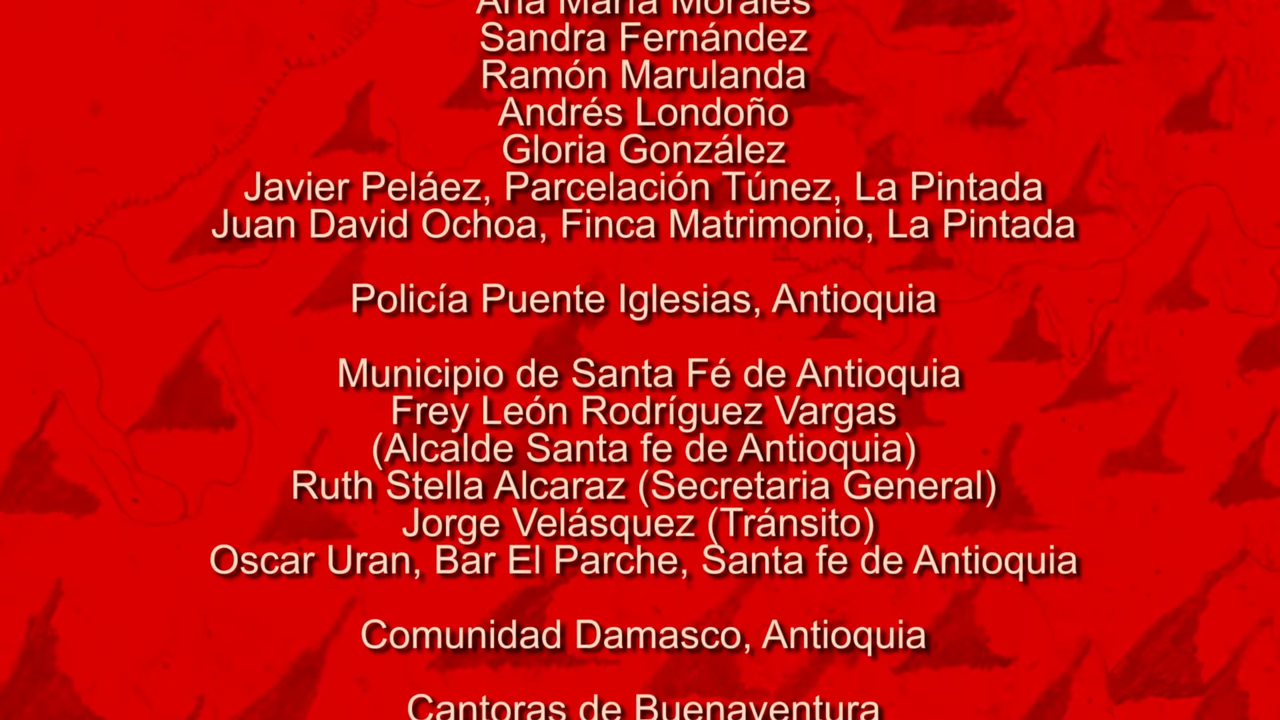 Ana María Morales
Sandra Fernández
Ramón Marulanda
Andrés Londoño
Gloria González
Javier Peláez, Parcelación Túnez, La Pintada
Juan David Ochoa, Finca Matrimonio, La Pintada
Policía Puente Iglesias, Antioquia
Municipio de Santa Fé de Antioquia
Frey León Rodríguez Vargas
(Alcalde Santa fe de Antioquia)
Ruth Stella Alcaraz (Secretaria General)
Jorge Velásquez (Tránsito)
Oscar Uran, Bar El Parche, Santa fe de Antioquia
Comunidad Damasco, Antioquia
Cantoras de Buenaventura